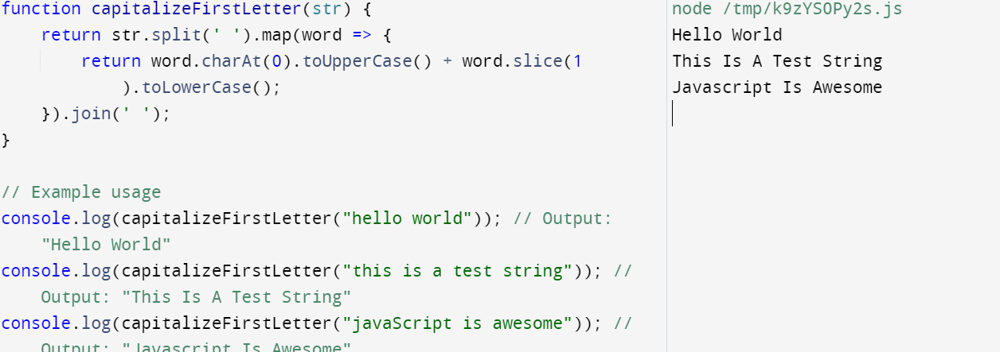 function capitalizeFirstLetter(str) {
    return str.split(' ').map(word => {
        return word.charAt(0).toUpperCase() + word.slice(1
            ).toLowerCase();
    }).join(' ');
}
// Example usage
console.log(capitalizeFirstLetter("hello world")); // Output:
    "Hello World"
console.log(capitalizeFirstLetter("this is a test string")); //
    Output: "This Is A Test String"
console.log(capitalizeFirstLetter("javaScript is awesome")); //
    Output: "Javascript Is Awesome"
node /tmp/k9zYSOPy2s.js
Hello World
This Is A Test String
Javascript Is Awesome